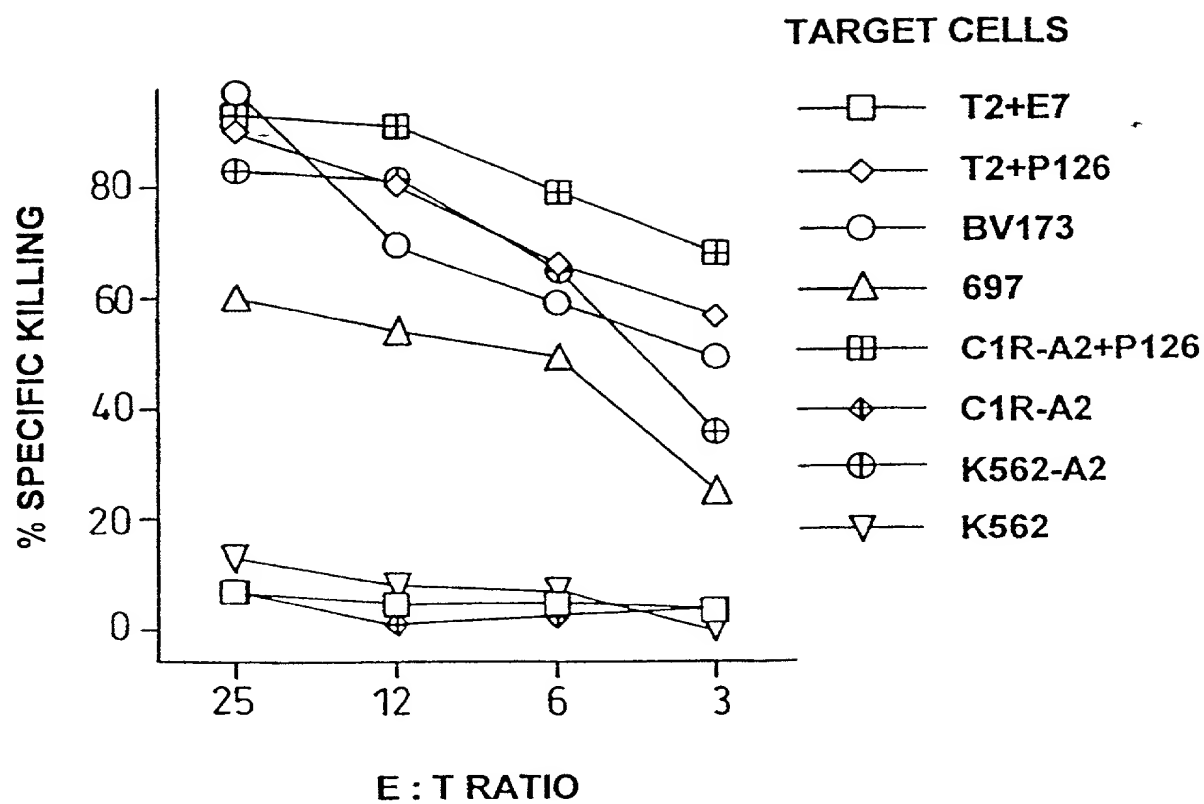 TARGET CELLS
T2+E7
T2+P126
BV173
697
C1R-A2+P126
C1R-A2
K562-A2
K562
% SPECIFIC KILLING
80
60
40
20
0
25 12 6 3
E : T RATIO